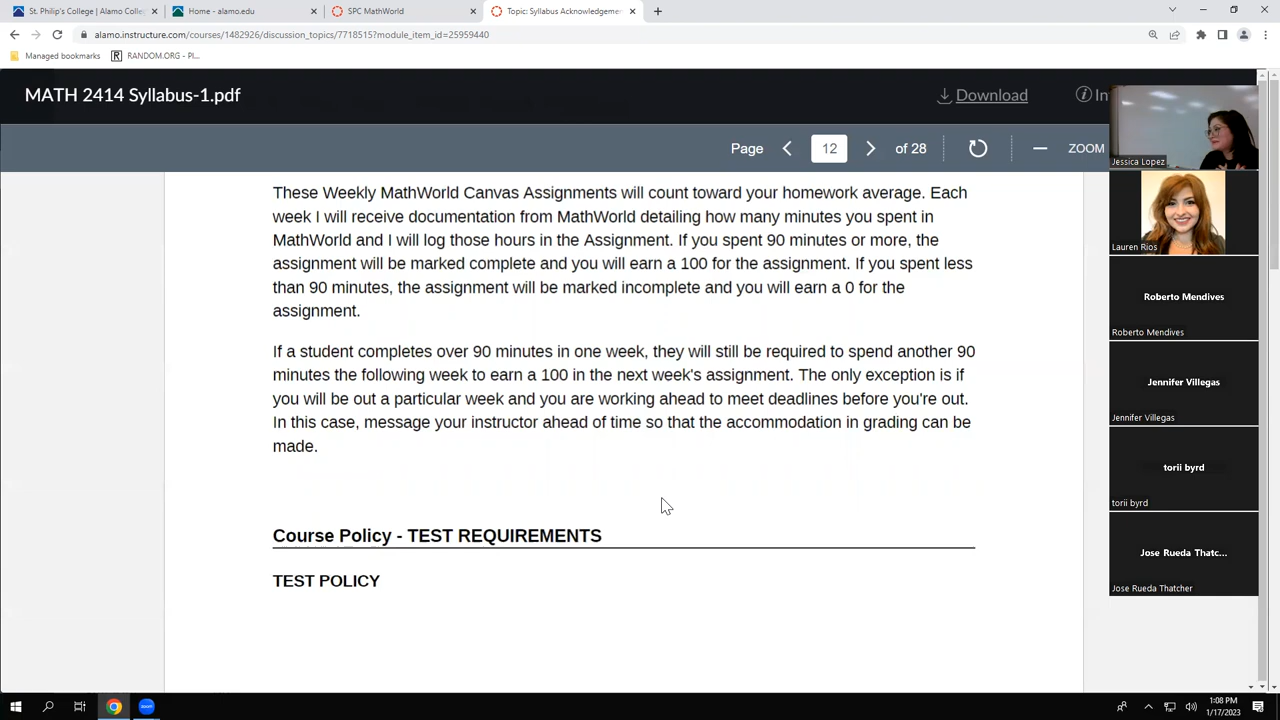 St. Philip's College | Alamo Colle
Home - alamo.edu
SPC MathWorld
Topic: Syllabus Acknowledgemen
alamo.instructure.com/courses/1482926/discussion_topics/7718515?module_item_id=25959440
Managed bookmarks
RANDOM.ORG - Pl...
MATH 2414 Syllabus-1.pdf
Download
Page 12 of 28
ZOOM
These Weekly MathWorld Canvas Assignments will count toward your homework average. Each
week I will receive documentation from MathWorld detailing how many minutes you spent in
MathWorld and I will log those hours in the Assignment. If you spent 90 minutes or more, the
assignment will be marked complete and you will earn a 100 for the assignment. If you spent less
than 90 minutes, the assignment will be marked incomplete and you will earn a 0 for the
assignment.
If a student completes over 90 minutes in one week, they will still be required to spend another 90
minutes the following week to earn a 100 in the next week's assignment. The only exception is if
you will be out a particular week and you are working ahead to meet deadlines before you're out.
In this case, message your instructor ahead of time so that the accommodation in grading can be
made.
Course Policy - TEST REQUIREMENTS
TEST POLICY
Jessica Lopez
Lauren Rios
Roberto Mendives
Roberto Mendives
Jennifer Villegas
Jennifer Villegas
torii byrd
torii byrd
Jose Rueda Thatc...
Jose Rueda Thatcher
zoom
1:08 PM
1/17/2023